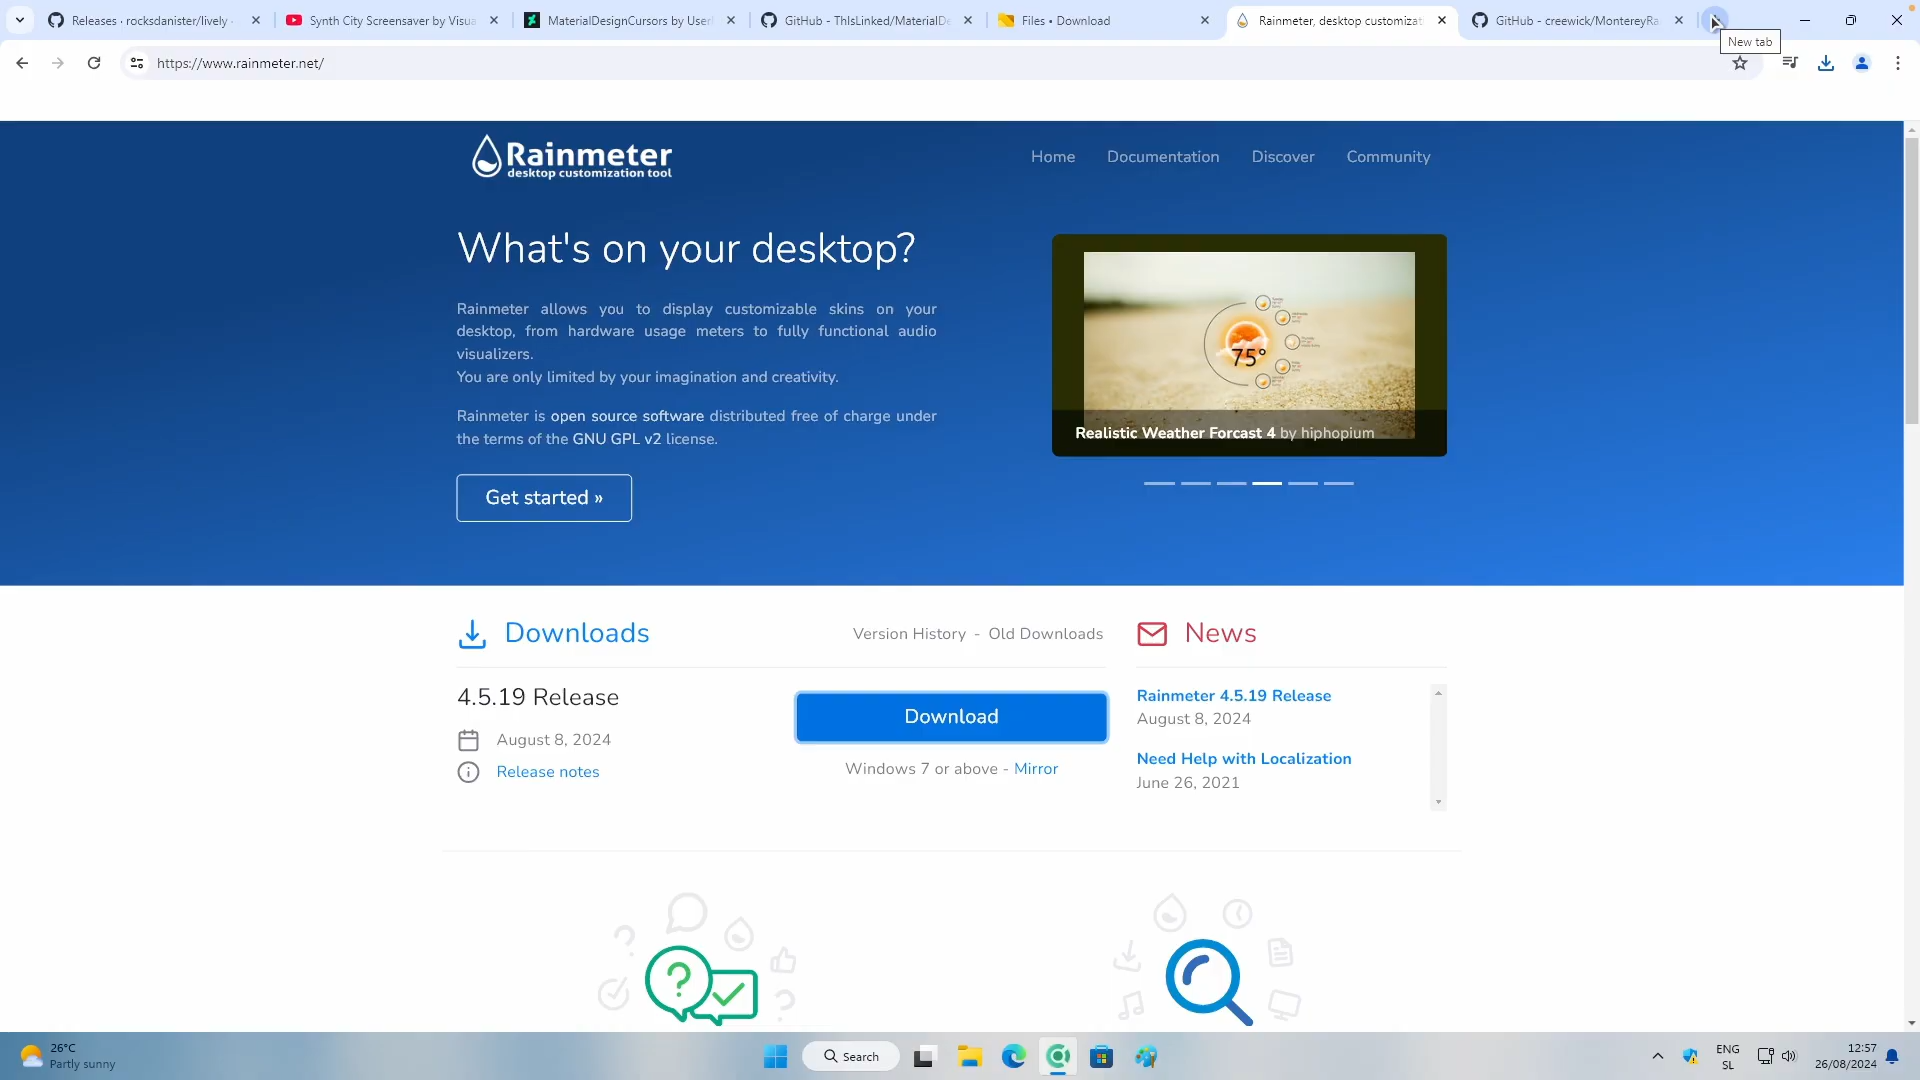 Releases · rocksdanister/lively ·
Synth City Screensaver by Visua
MaterialDesignCursors by Userl
GitHub - ThIsLinked/MaterialDe
Files • Download
Rainmeter, desktop customizati
GitHub - creewick/MontereyRa
New tab
https://www.rainmeter.net/
Rainmeter
desktop customization tool
Home
Documentation
Discover
Community
What's on your desktop?
Rainmeter allows you to display customizable skins on your
desktop, from hardware usage meters to fully functional audio
visualizers.
You are only limited by your imagination and creativity.
Rainmeter is open source software distributed free of charge under
the terms of the GNU GPL v2 license.
Get started »
75°
Realistic Weather Forcast 4 by hiphopium
Downloads
Version History - Old Downloads
4.5.19 Release
August 8, 2024
Release notes
Download
Windows 7 or above - Mirror
News
Rainmeter 4.5.19 Release
August 8, 2024
Need Help with Localization
June 26, 2021
26°C
Partly sunny
Search
ENG
SL
12:57
26/08/2024